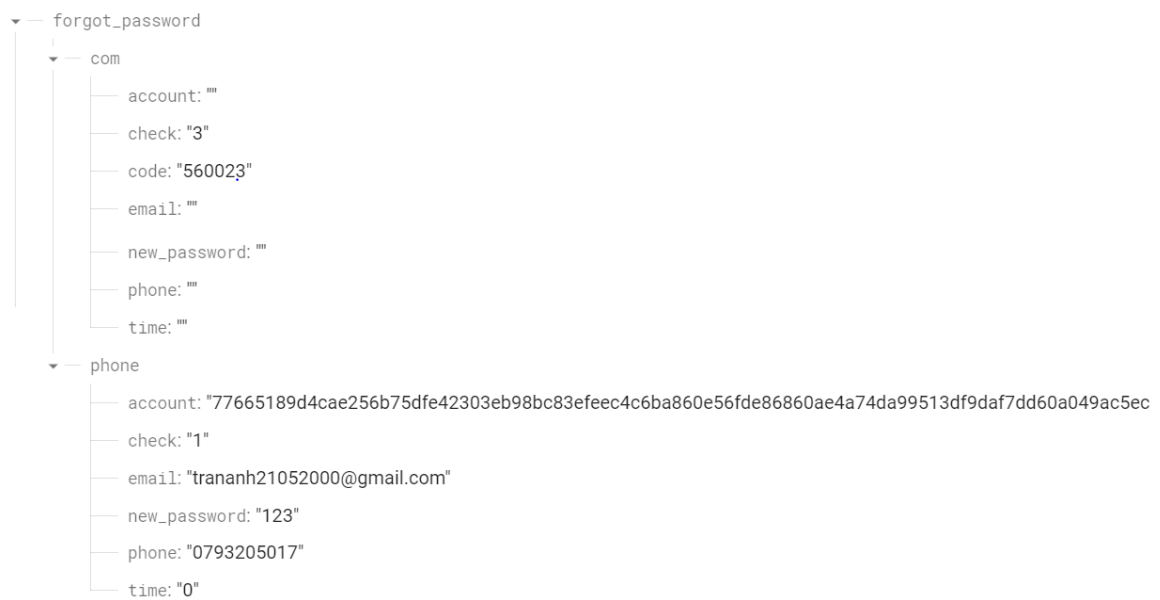 forgot_password
com
account: ""
check: "3"
code: "560023"
email: ""
new_password: ""
phone: ""
time: ""
phone
account: "77665189d4cae256b75dfe42303eb98bc83efeec4c6ba860e56fde86860ae4a74da99513df9daf7dd60a049ac5ec
check: "1"
email: "trananh21052000@gmail.com"
new_password: "123"
phone: "0793205017"
time: "0"